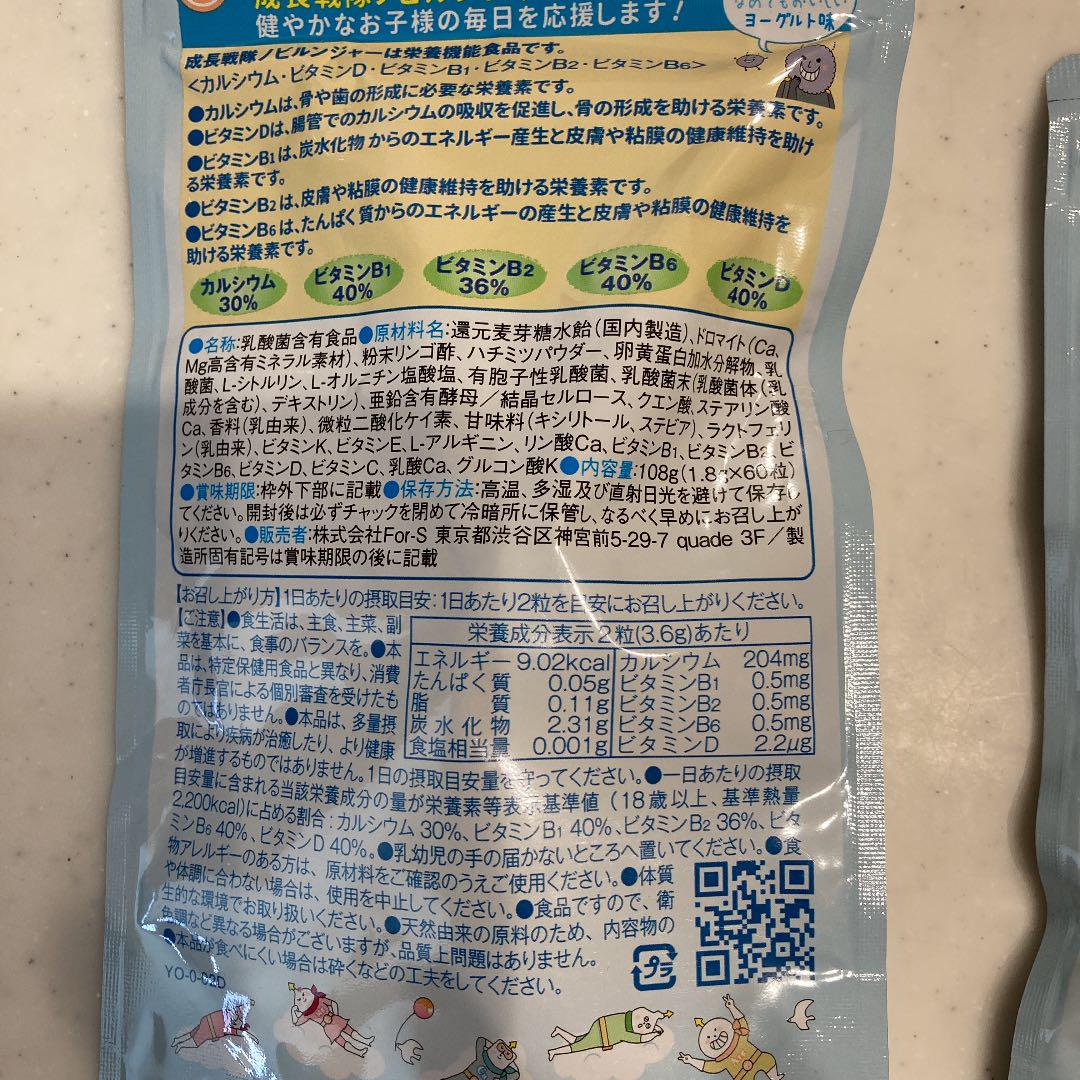 健やかなお子様の毎日を応援します!
ヨーグルト味
成長戦隊ノビルンジャーは栄養機能食品です。
<カルシウム・ビタミンD・ビタミンB1・ビタミンB2・ビタミンB6>
●カルシウムは、骨や歯の形成に必要な栄養素です。
●ビタミンDは、腸管でのカルシウムの吸収を促進し、骨の形成を助ける栄養素です。
●ビタミンB1は、炭水化物からのエネルギー産生と皮膚や粘膜の健康維持を助け
る栄養素です。
●ビタミンB2は、皮膚や粘膜の健康維持を助ける栄養素です。
●ビタミンB6は、たんぱく質からのエネルギーの産生と皮膚や粘膜の健康維持を
助ける栄養素です。
カルシウム 30%
ビタミンB1 40%
ビタミンB2 36%
ビタミンB6 40%
ビタミンD 40%
●名称:乳酸菌含有食品●原材料名:還元麦芽糖水飴(国内製造)、ドロマイト(Ca、
Mg高含有ミネラル素材)、粉末リンゴ酢、ハチミツパウダー、卵黄蛋白加水分解物、乳
酸菌、L-シトルリン、L-オルニチン塩酸塩、有胞子性乳酸菌、乳酸菌末(乳酸菌体(乳
成分を含む)、デキストリン)、亜鉛含有酵母/結晶セルロース、クエン酸、ステアリン酸
Ca、香料(乳由来)、微粒二酸化ケイ素、甘味料(キシリトール、ステビア)、ラクトフェリ
ン(乳由来)、ビタミンK、ビタミンE、L-アルギニン、リン酸Ca、ビタミンB1、ビタミンB2、ビ
タミンB6、ビタミンD、ビタミンC、乳酸Ca、グルコン酸K●内容量:108g(1.8g×60粒)
●賞味期限:枠外下部に記載●保存方法:高温、多湿及び直射日光を避けて保存し
てください。開封後は必ずチャックを閉めて冷暗所に保管し、なるべく早めにお召し上が
りください。●販売者:株式会社For-S 東京都渋谷区神宮前5-29-7 quade 3F/製
造所固有記号は賞味期限の後に記載
【お召し上がり方】1日あたりの摂取目安:1日あたり2粒を目安にお召し上がりください。
【ご注意】●食生活は、主食、主菜、副
菜を基本に、食事のバランスを。●本
品は、特定保健用食品と異なり、消費
者庁長官による個別審査を受けたも
のではありません。●本品は、多量摂
取により疾病が治癒したり、より健康
が増進するものではありません。1日の摂取目安量を守ってください。●一日あたりの摂取
目安量に含まれる当該栄養成分の量が栄養素等表示基準値(18歳以上、基準熱量
2,200kcal)に占める割合:カルシウム 30%、ビタミンB1 40%、ビタミンB2 36%、ビタ
ミンB6 40%、ビタミンD 40%。●乳幼児の手の届かないところへ置いてください。●食
物アレルギーのある方は、原材料をご確認のうえご使用ください。●体質
や体調に合わない場合は、使用を中止してください。●食品ですので、衛
生的な環境でお取り扱いください。●天然由来の原料のため、内容物の
色調など異なる場合がございますが、品質上問題はありません。
●本品が食べにくい場合は砕くなどの工夫をしてください。
栄養成分表示 2粒(3.6g)あたり
エネルギー 9.02kcal カルシウム 204mg
たんぱく質 0.05g ビタミンB1 0.5mg
脂質 0.11g ビタミンB2 0.5mg
炭水化物 2.31g ビタミンB6 0.5mg
食塩相当量 0.001g ビタミンD 2.2μg
プラ
YO-0-02D